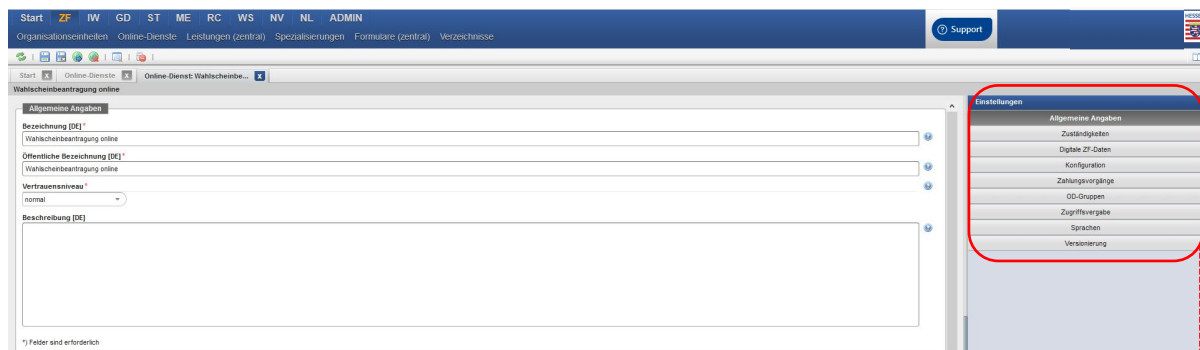 Start ZF IW GD ST ME RC WS NV NL ADMIN
Organisationseinheiten Online-Dienste Leistungen (zentral) Spezialisierungen Formulare (zentral) Verzeichnisse
Support
HESSE
Start x Online-Dienste x Online-Dienst: Wahlscheinbe... x
Wahlscheinbeantragung online
Allgemeine Angaben
Bezeichnung [DE] *
Wahlscheinbeantragung online
Öffentliche Bezeichnung [DE] *
Wahlscheinbeantragung online
Vertrauensniveau *
normal
Beschreibung [DE]
*) Felder sind erforderlich
Einstellungen
Allgemeine Angaben
Zuständigkeiten
Digitale ZF-Daten
Konfiguration
Zahlungsvorgänge
OD-Gruppen
Zugriffsvergabe
Sprachen
Versionierung